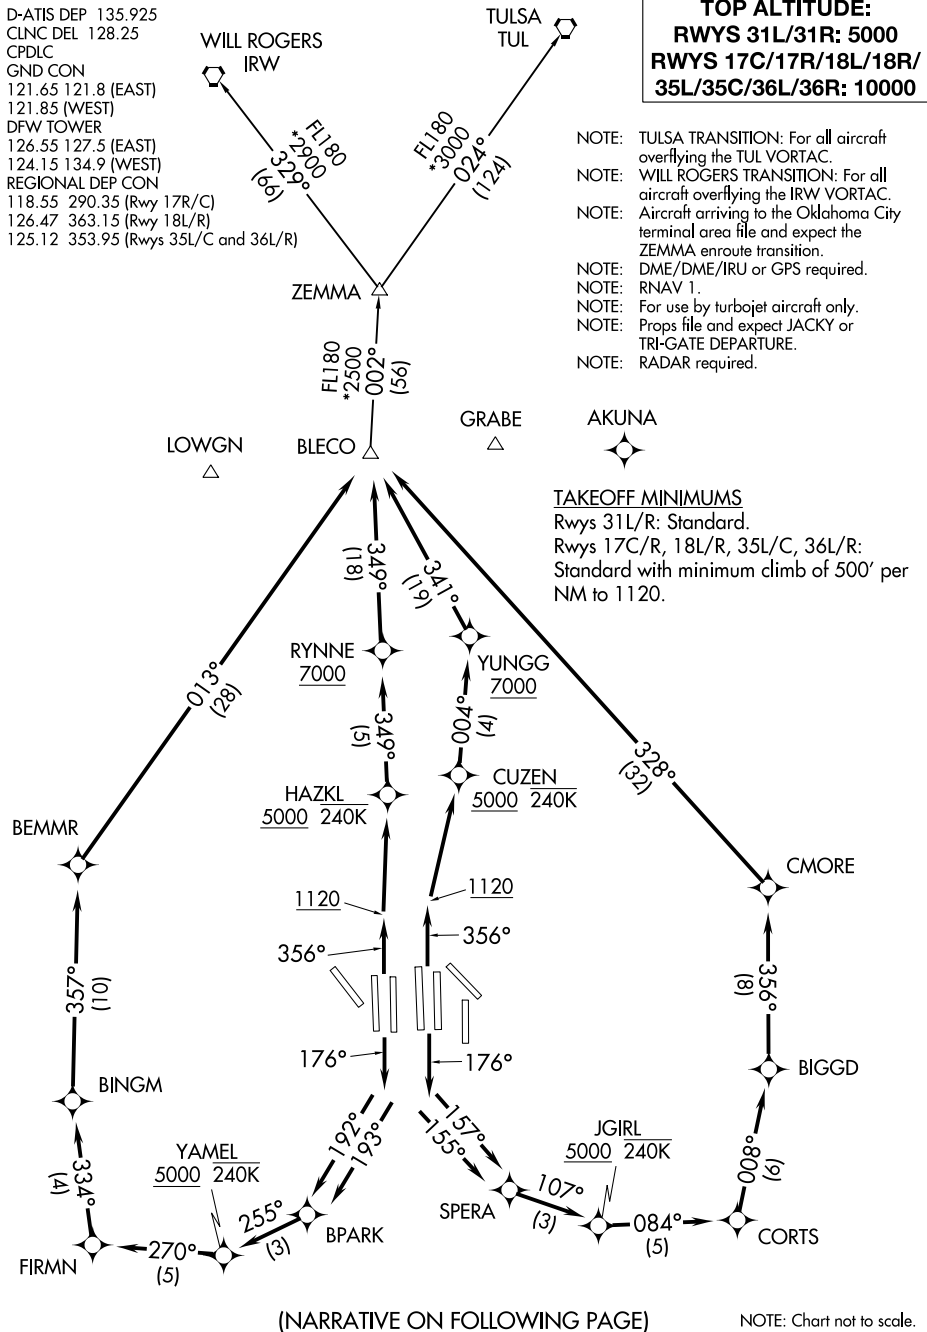 D-ATIS DEP 135.925
CLNC DEL 128.25
CPDLC
GND CON
121.65 121.8 (EAST)
121.85 (WEST)
DFW TOWER
126.55 127.5 (EAST)
124.15 134.9 (WEST)
REGIONAL DEP CON
118.55 290.35 (Rwy 17R/C)
126.47 363.15 (Rwy 18L/R)
125.12 353.95 (Rwys 35L/C and 36L/R)
WILL ROGERS
IRW
TULSA
TUL
TOP ALTITUDE:
RWYS 31L/31R: 5000
RWYS 17C/17R/18L/18R/
35L/35C/36L/36R: 10000
FL180
*2900
329°
(66)
FL180
*3000
024°
(124)
NOTE: TULSA TRANSITION: For all aircraft
overflying the TUL VORTAC.
NOTE: WILL ROGERS TRANSITION: For all
aircraft overflying the IRW VORTAC.
NOTE: Aircraft arriving to the Oklahoma City
terminal area file and expect the
ZEMMA enroute transition.
NOTE: DME/DME/IRU or GPS required.
NOTE: RNAV 1.
NOTE: For use by turbojet aircraft only.
NOTE: Props file and expect JACKY or
TRI-GATE DEPARTURE.
NOTE: RADAR required.
ZEMMA
FL180
*2500
002°
(56)
LOWGN
BLECO
GRABE
AKUNA
TAKEOFF MINIMUMS
Rwys 31L/R: Standard.
Rwys 17C/R, 18L/R, 35L/C, 36L/R:
Standard with minimum climb of 500' per
NM to 1120.
013°
(28)
349°
(18)
341°
(19)
328°
(32)
RYNNE
7000
YUNGG
7000
349°
(5)
004°
(4)
HAZKL
5000 240K
CUZEN
5000 240K
BEMMR
CMORE
1120
1120
356°
356°
357°
(10)
356°
(8)
176°
176°
BINGM
BIGGD
192°
193°
157°
155°
YAMEL
5000 240K
JGIRL
5000 240K
334°
(4)
008°
(6)
255°
(3)
BPARK
SPERA
107°
(3)
FIRMN
270°
(5)
084°
(5)
CORTS
(NARRATIVE ON FOLLOWING PAGE)
NOTE: Chart not to scale.